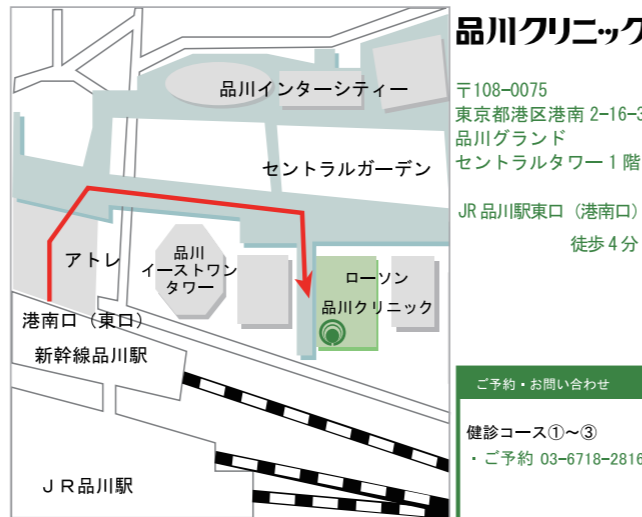 品川インターシティー
セントラルガーデン
アトレ
品川
イーストワン
タワー
ローソン
品川クリニック
港南口（東口）
新幹線品川駅
ＪＲ品川駅
品川クリニック
〒108-0075
東京都港区港南 2-16-3
品川グランド
セントラルタワー 1 階
JR 品川駅東口（港南口）
徒歩 4 分
ご予約・お問い合わせ
健診コース①～③
・ご予約 03-6718-2816